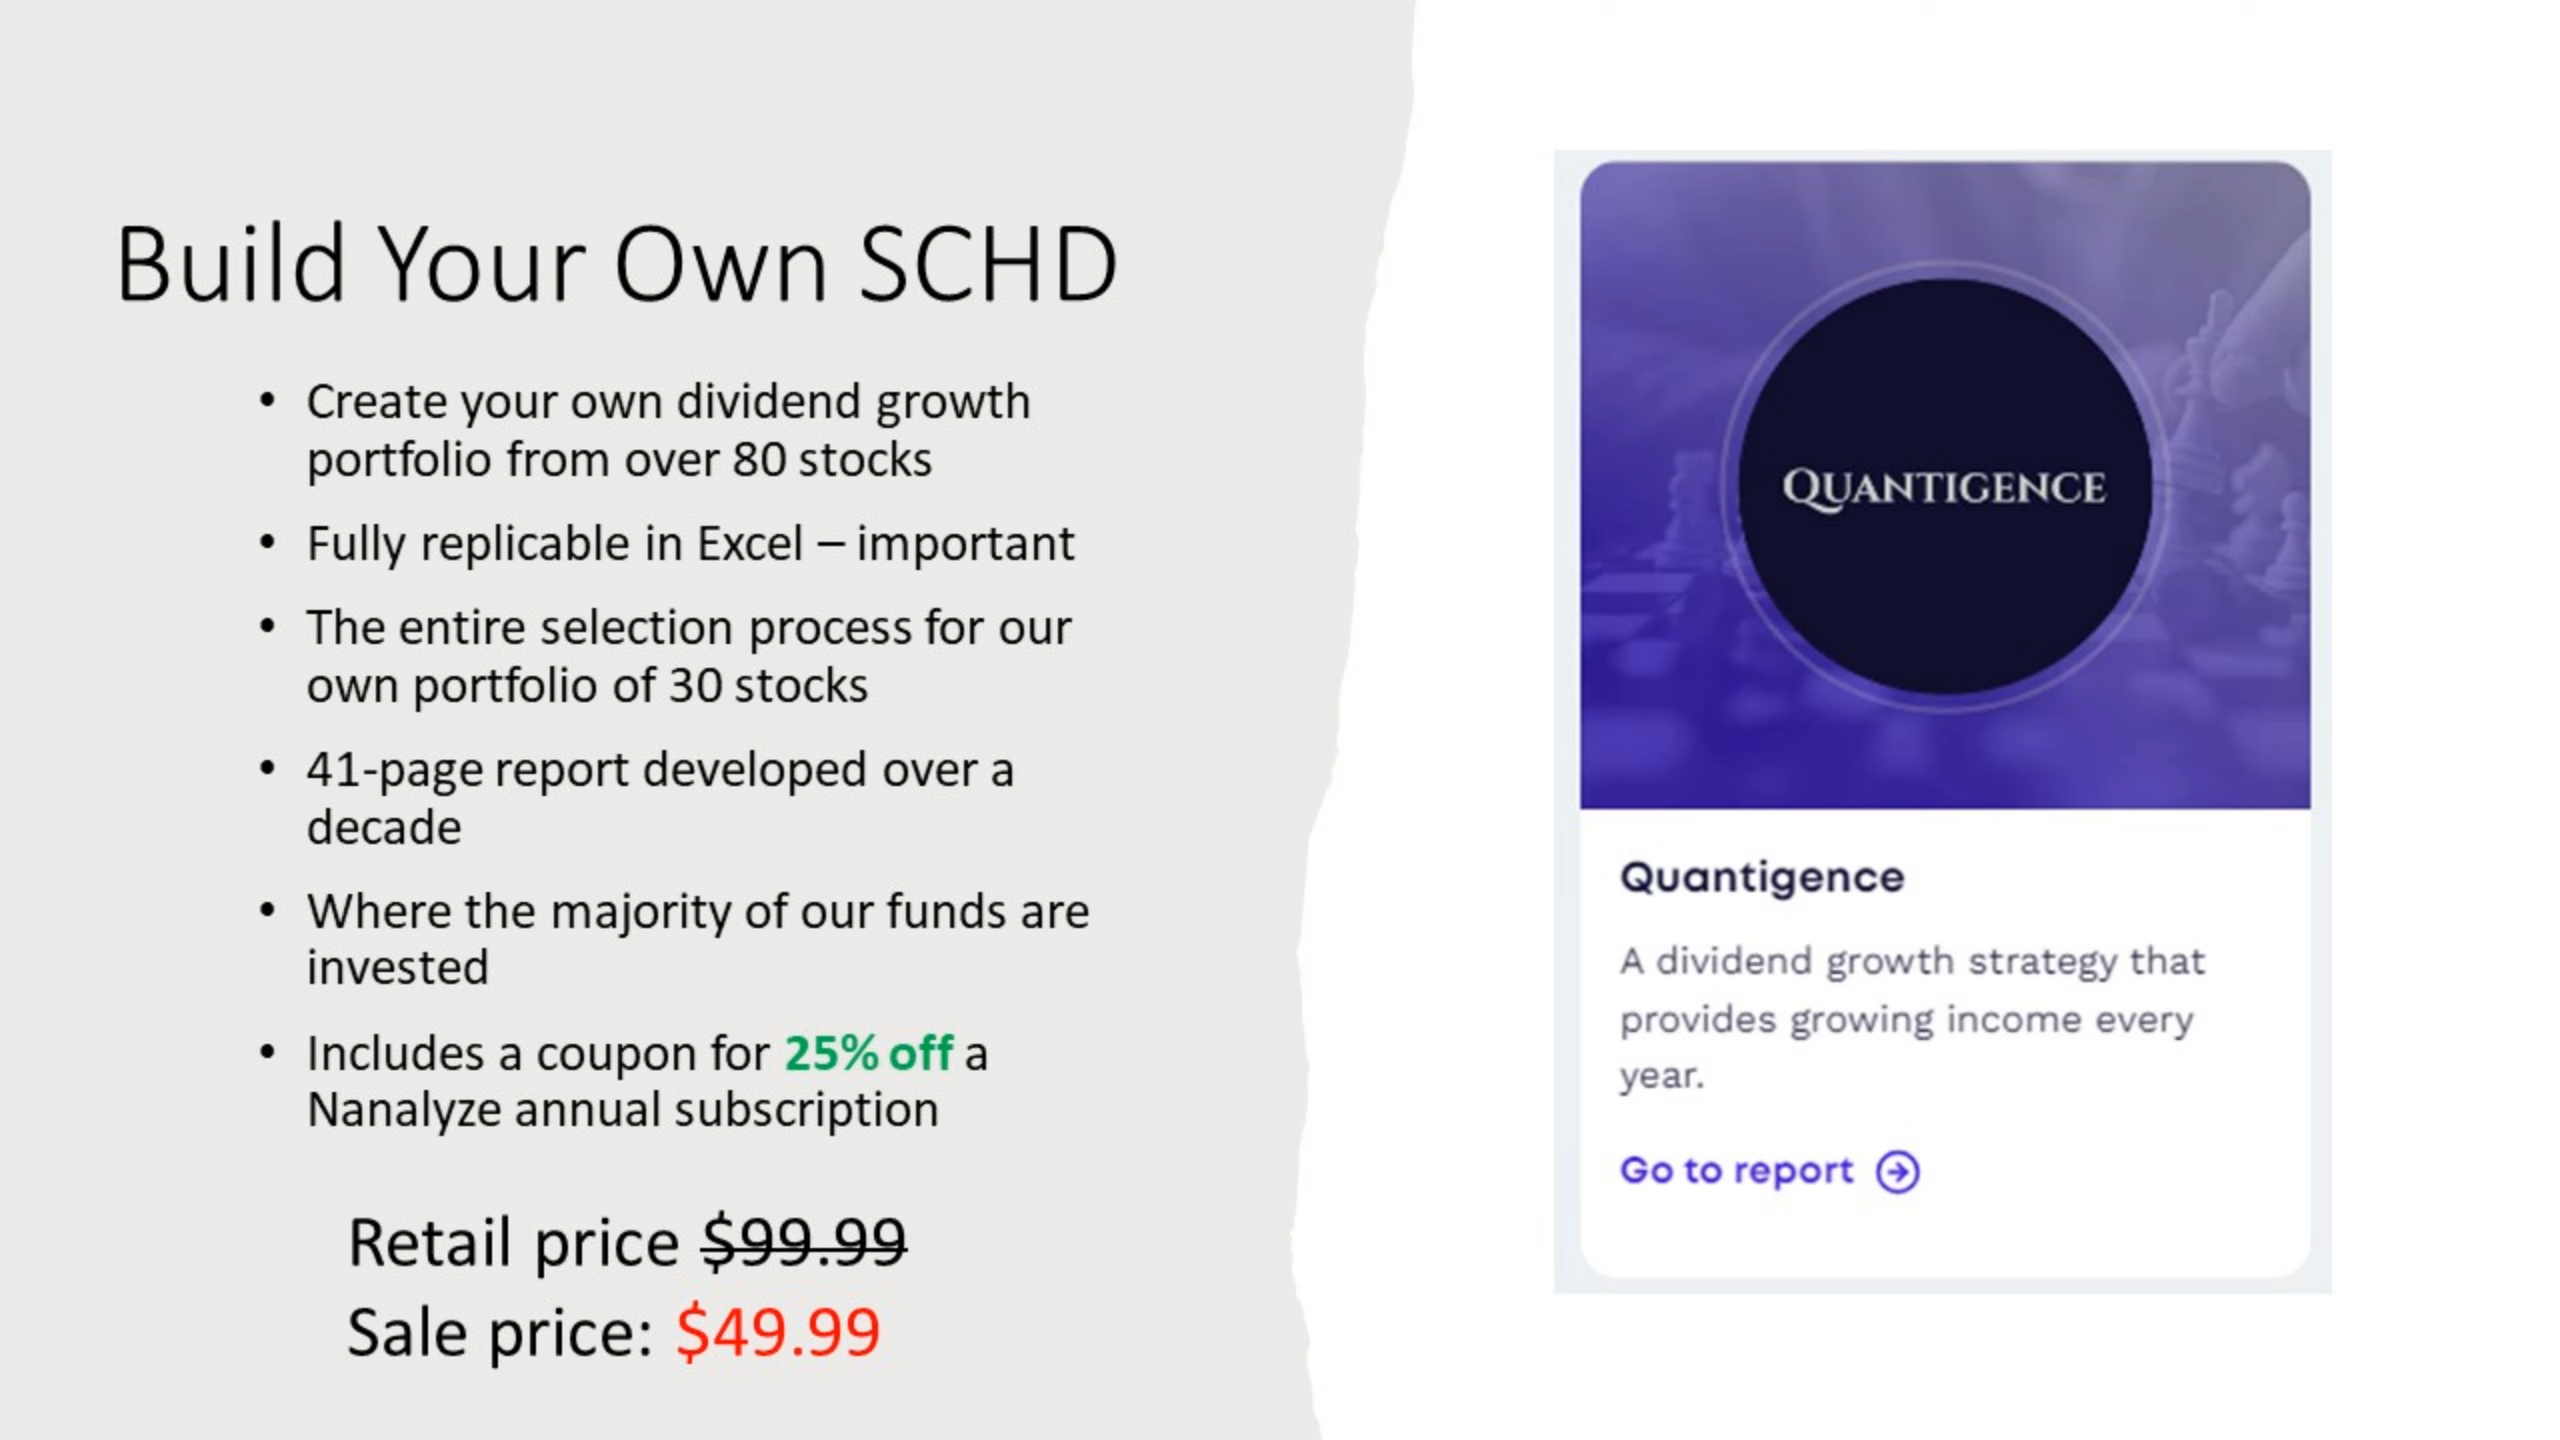 Build Your Own SCHD
• Create your own dividend growth
portfolio from over 80 stocks
• Fully replicable in Excel – important
• The entire selection process for our
own portfolio of 30 stocks
• 41-page report developed over a
decade
• Where the majority of our funds are
invested
• Includes a coupon for 25% off a
Nanalyze annual subscription
Retail price $99.99
Sale price: $49.99
QUANTIGENCE
Quantigence
A dividend growth strategy that
provides growing income every
year.
Go to report